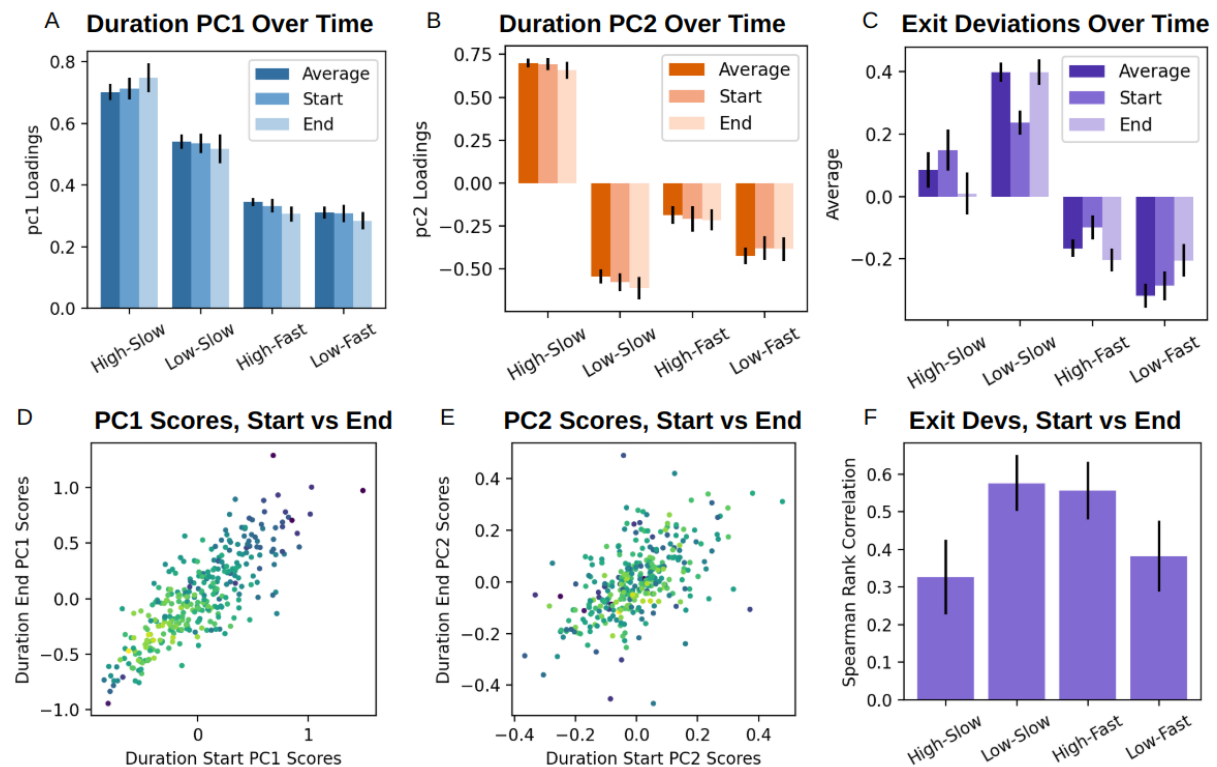 A Duration PC1 Over Time
pc1 Loadings
0.8
0.6
0.4
0.2
0.0
Average
Start
End
High-Slow
Low-Slow
High-Fast
Low-Fast
B Duration PC2 Over Time
pc2 Loadings
0.75
0.50
0.25
0.00
−0.25
−0.50
Average
Start
End
High-Slow
Low-Slow
High-Fast
Low-Fast
C Exit Deviations Over Time
Average
0.4
0.2
0.0
−0.2
Average
Start
End
High-Slow
Low-Slow
High-Fast
Low-Fast
D PC1 Scores, Start vs End
Duration End PC1 Scores
1.0
0.5
0.0
−0.5
−1.0
0 1
Duration Start PC1 Scores
E PC2 Scores, Start vs End
Duration End PC2 Scores
0.4
0.2
0.0
−0.2
−0.4
−0.4 −0.2 0.0 0.2 0.4
Duration Start PC2 Scores
F Exit Devs, Start vs End
Spearman Rank Correlation
0.6
0.5
0.4
0.3
0.2
0.1
0.0
High-Slow
Low-Slow
High-Fast
Low-Fast